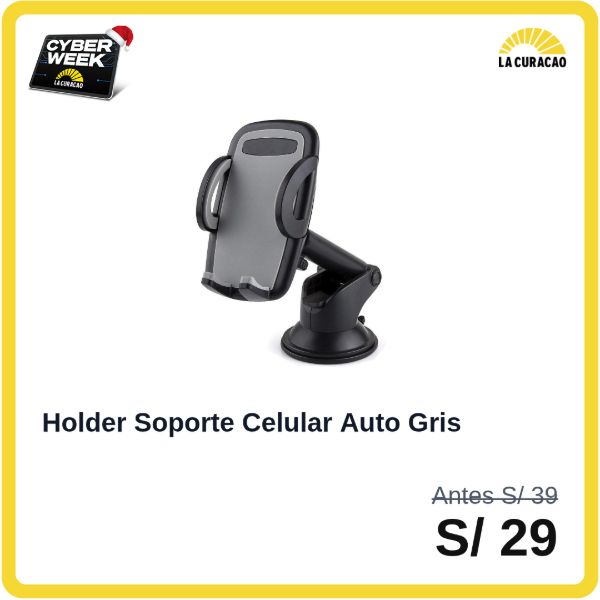 CYBER
WEEK
LA CURACAO
LA CURACAO
Holder Soporte Celular Auto Gris
Antes S/ 39
S/ 29